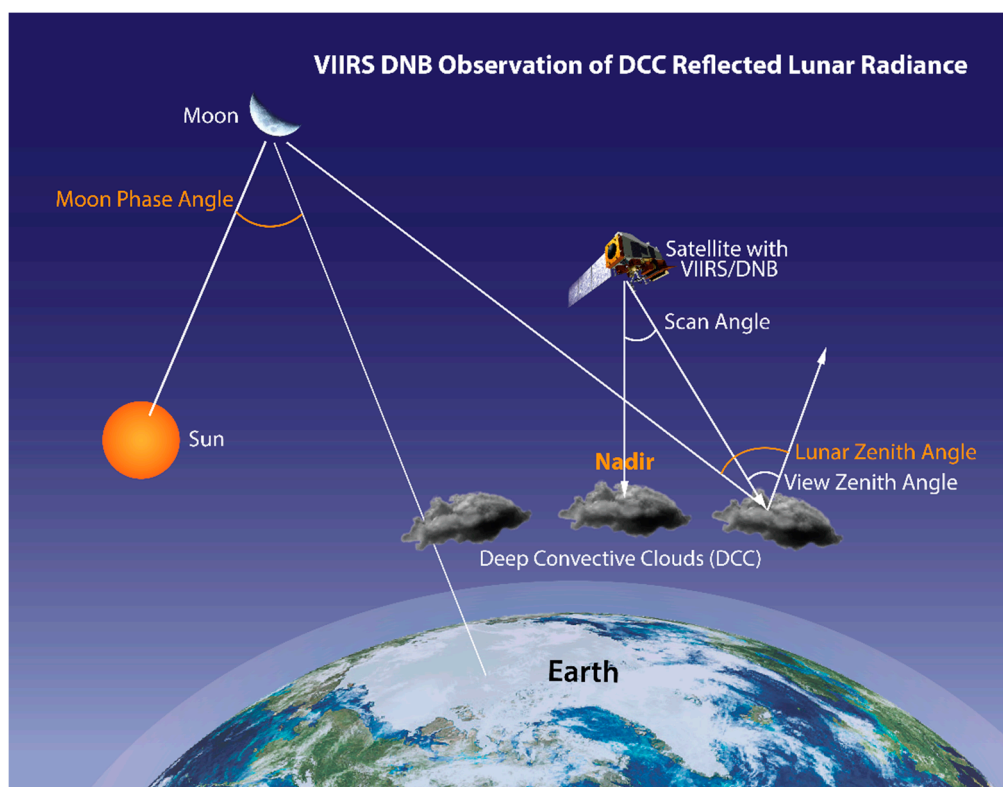 VIIRS DNB Observation of DCC Reflected Lunar Radiance
Moon
Moon Phase Angle
Satellite with
VIIRS/DNB
Scan Angle
Sun
Nadir
Lunar Zenith Angle
View Zenith Angle
Deep Convective Clouds (DCC)
Earth